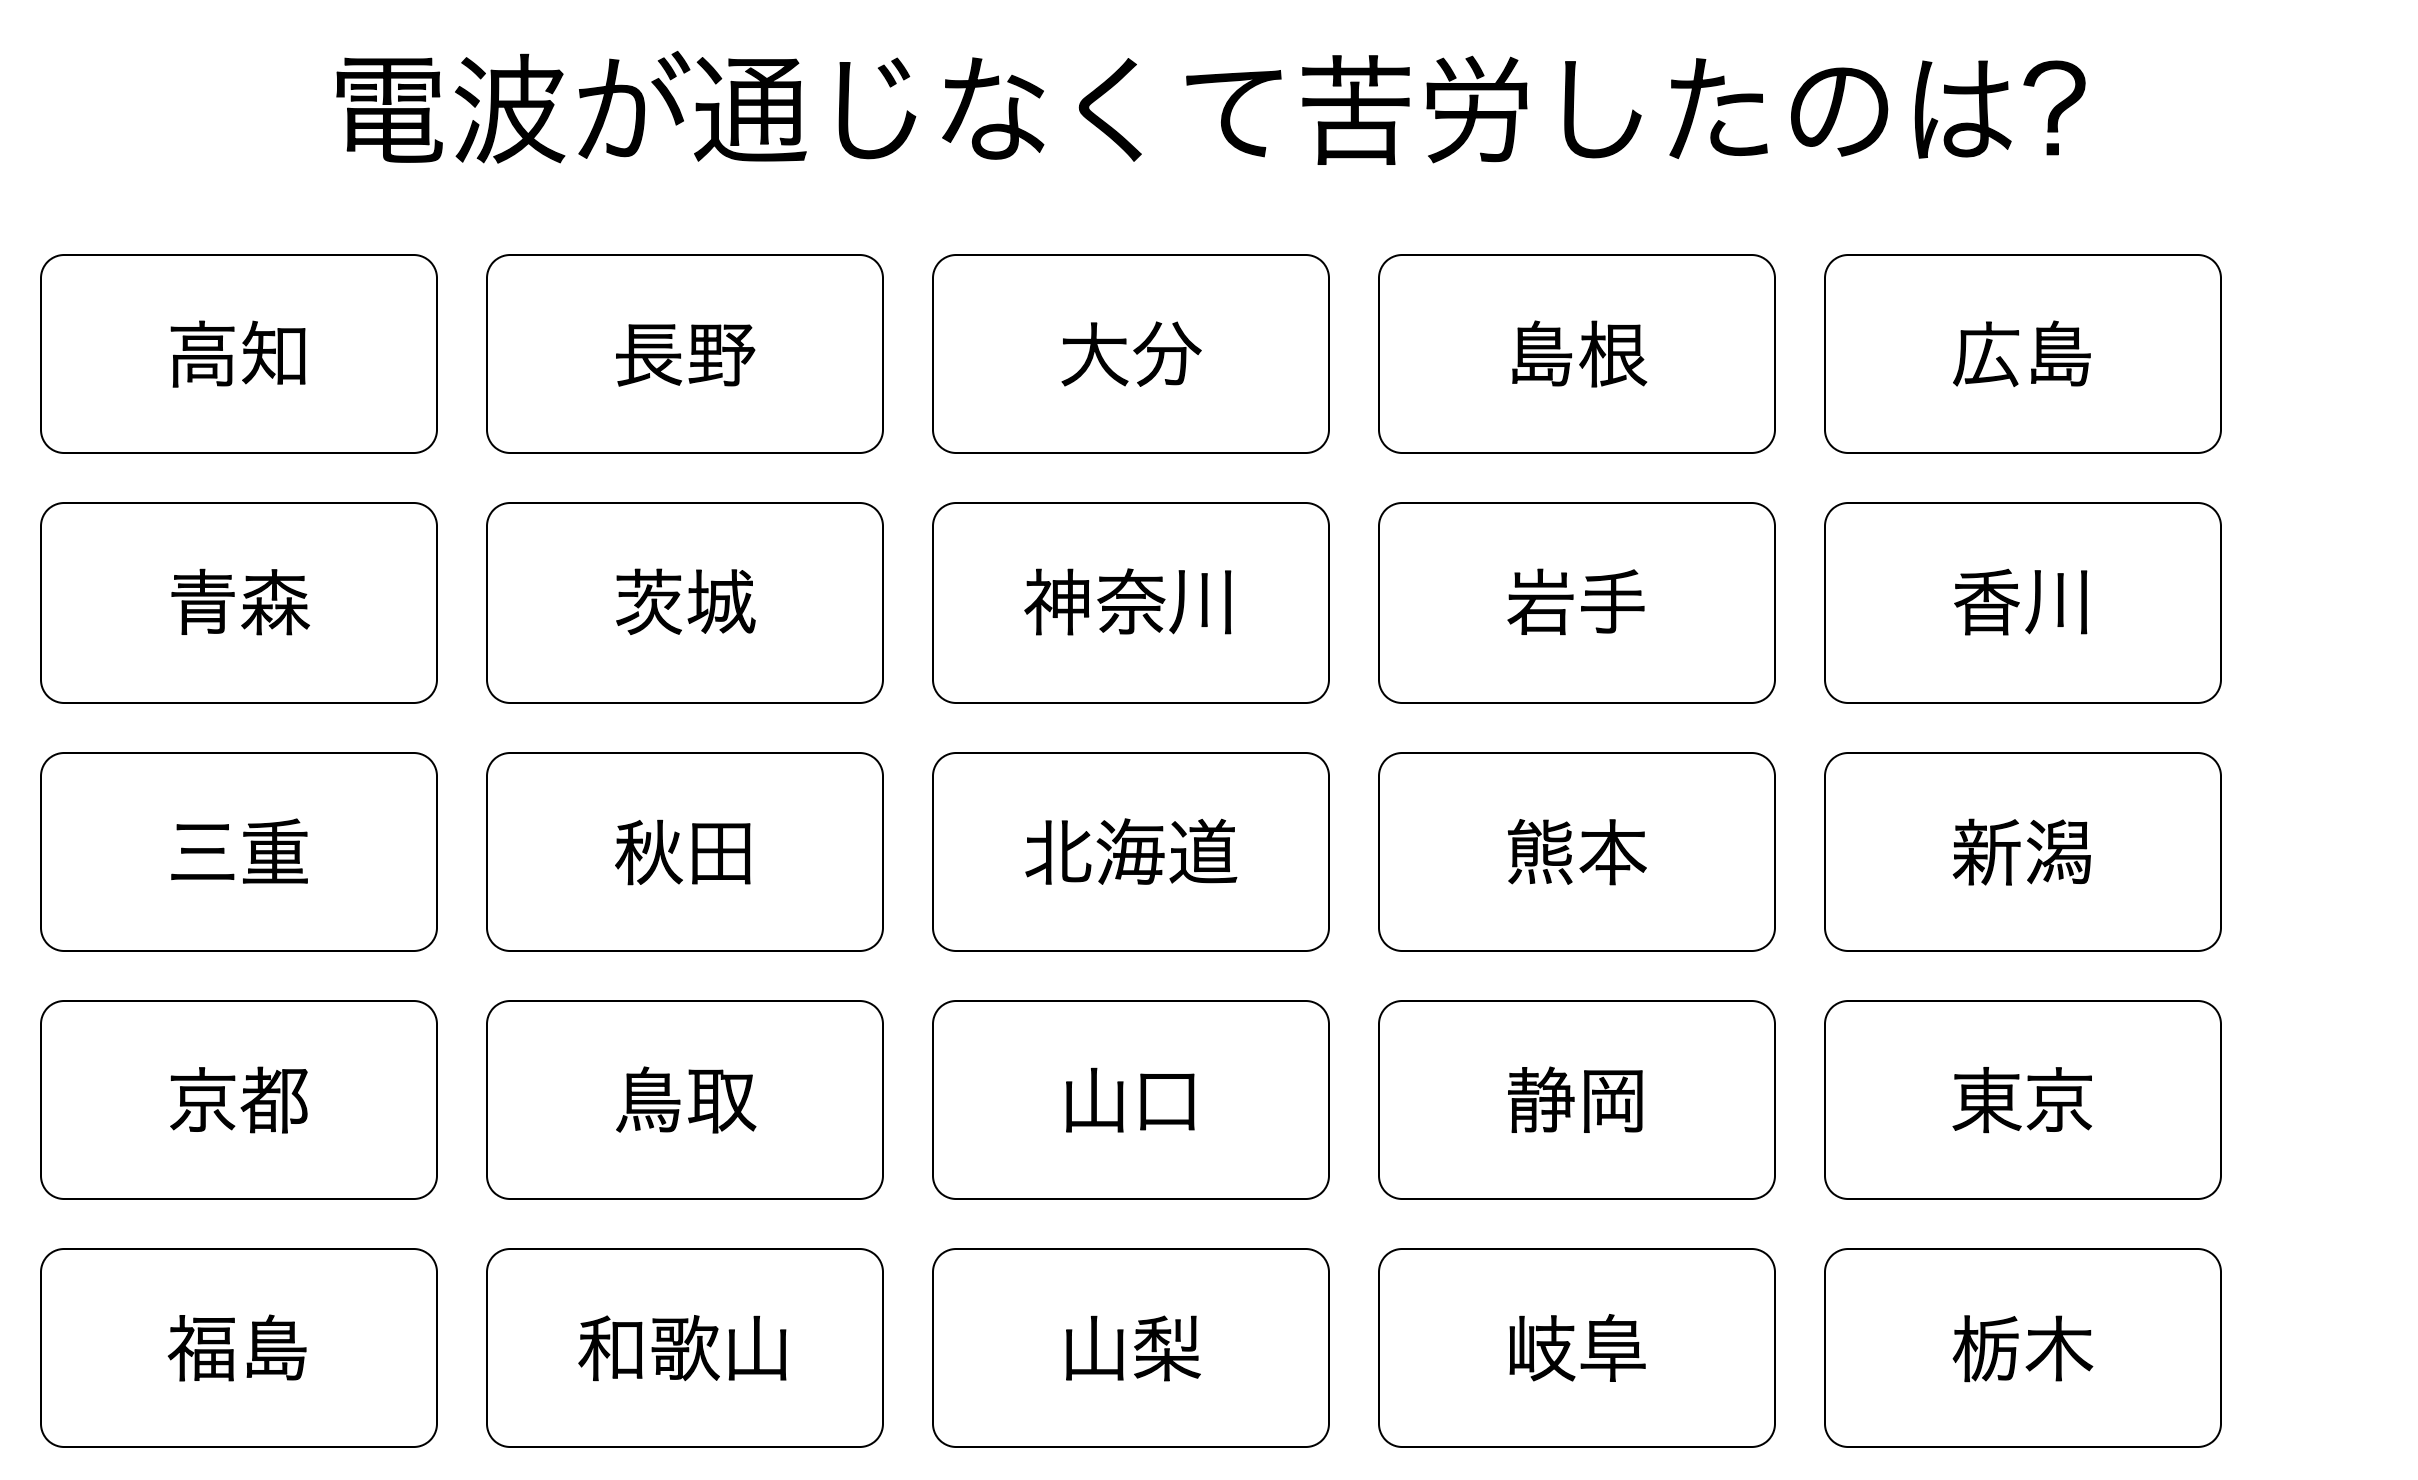 電波が通じなくて苦労したのは?
高知 長野 大分 島根 広島
青森 茨城 神奈川 岩手 香川
三重 秋田 北海道 熊本 新潟
京都 鳥取 山口 静岡 東京
福島 和歌山 山梨 岐阜 栃木